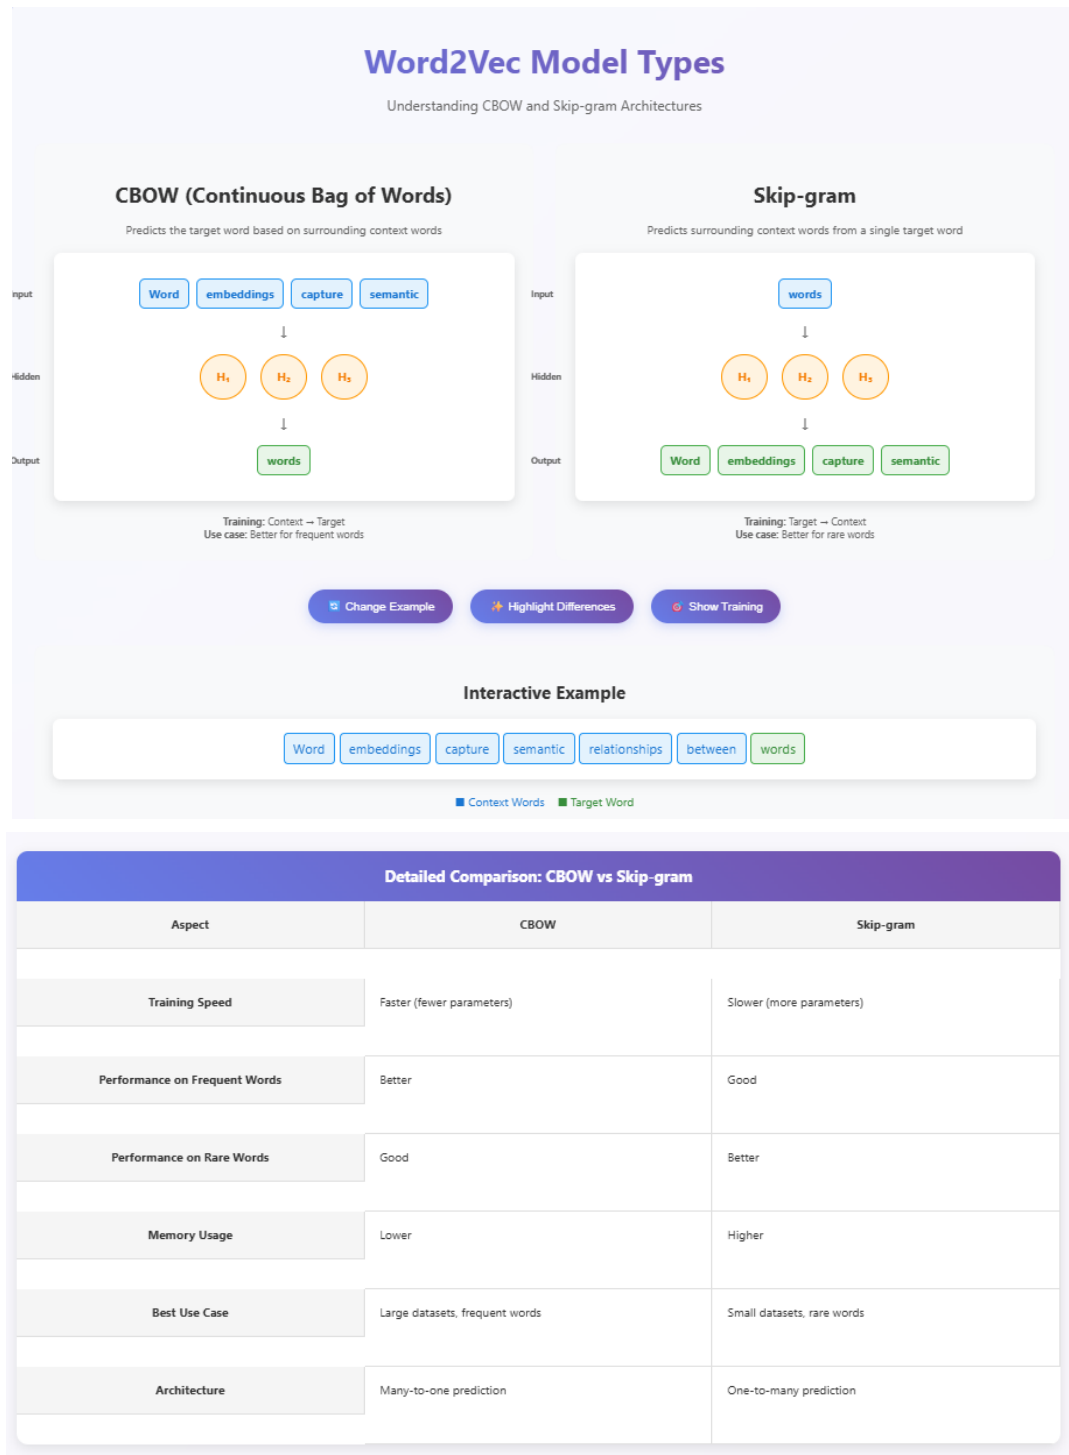 Word2Vec Model Types
Understanding CBOW and Skip-gram Architectures
CBOW (Continuous Bag of Words)
Predicts the target word based on surrounding context words
nput
Word embeddings capture semantic
↓
Hidden
H₁ H₂ H₃
↓
Output
words
Training: Context → Target
Use case: Better for frequent words
Skip-gram
Predicts surrounding context words from a single target word
Input
words
↓
Hidden
H₁ H₂ H₃
↓
Output
Word embeddings capture semantic
Training: Target → Context
Use case: Better for rare words
Change Example Highlight Differences Show Training
Interactive Example
Word embeddings capture semantic relationships between words
Context Words Target Word
Detailed Comparison: CBOW vs Skip-gram
Aspect CBOW Skip-gram
Training Speed Faster (fewer parameters) Slower (more parameters)
Performance on Frequent Words Better Good
Performance on Rare Words Good Better
Memory Usage Lower Higher
Best Use Case Large datasets, frequent words Small datasets, rare words
Architecture Many-to-one prediction One-to-many prediction